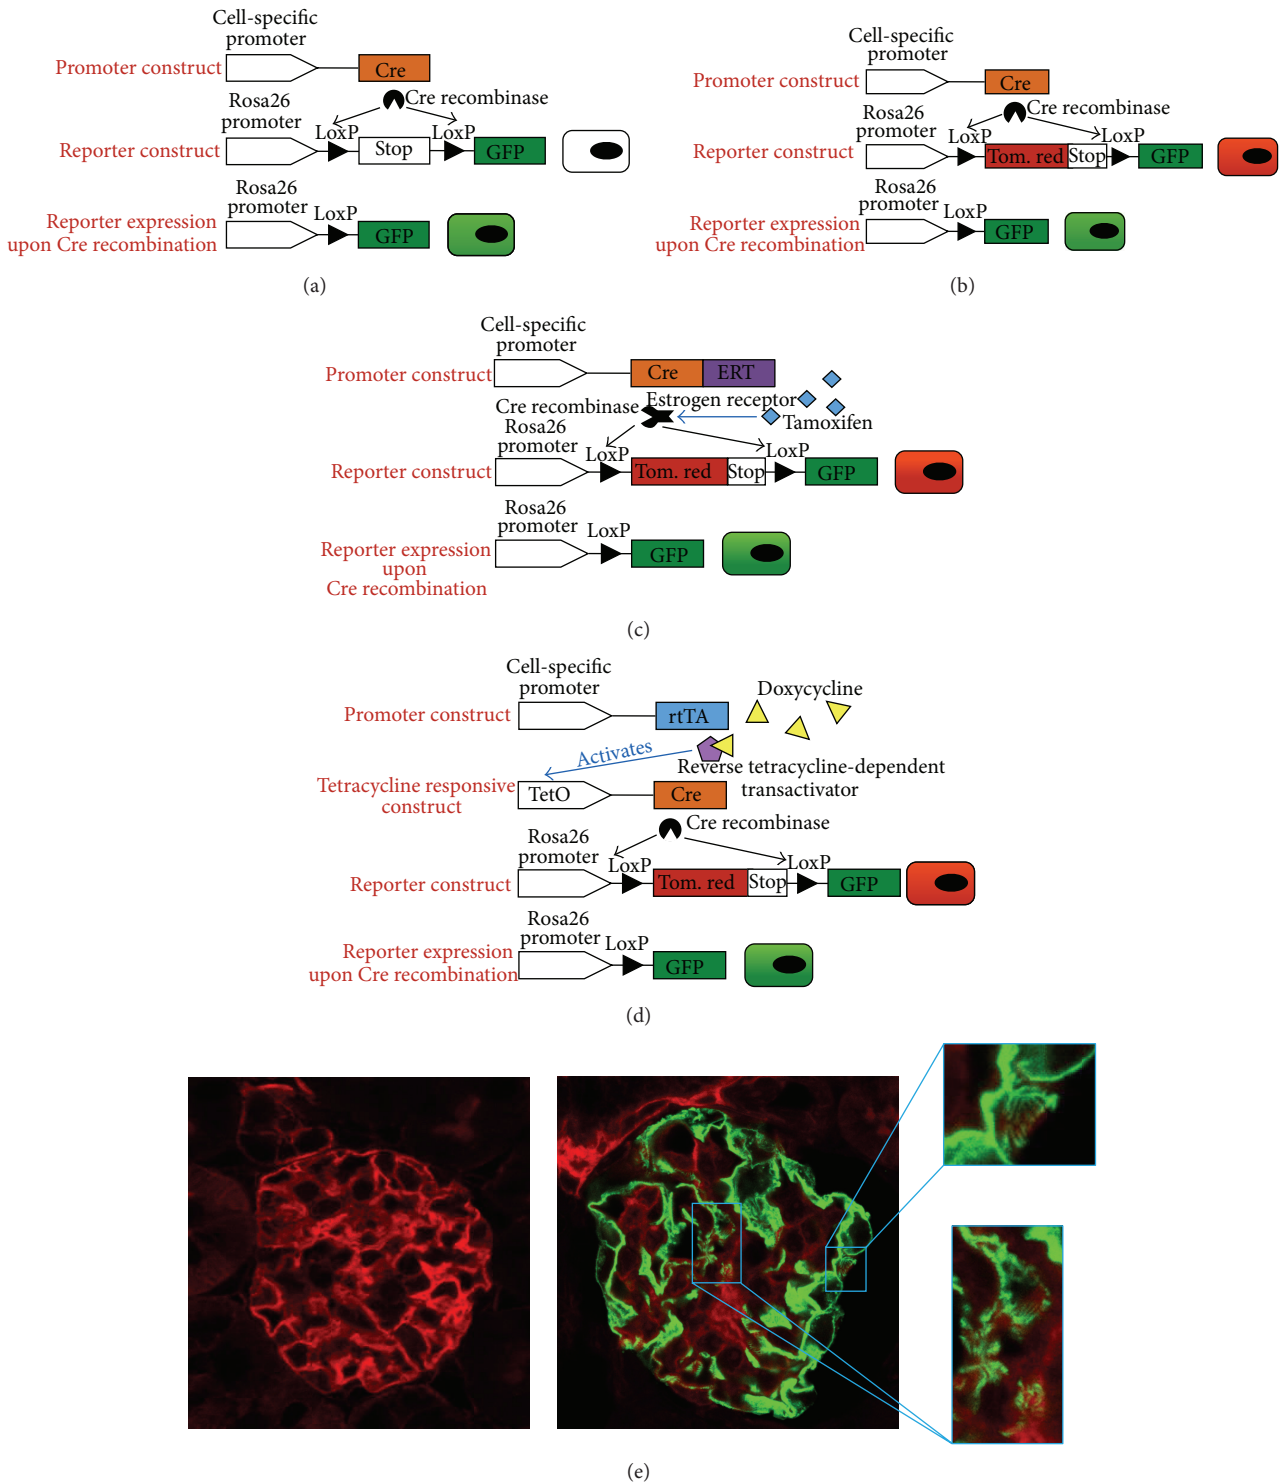 Cell-specific
promoter
Promoter construct
Cre
Rosa26
promoter
Cre recombinase
LoxP
LoxP
Reporter construct
Stop
GFP
Rosa26
promoter
LoxP
Reporter expression
upon Cre recombination
GFP
(a)
Cell-specific
promoter
Promoter construct
Cre
Rosa26
promoter
Cre recombinase
LoxP
LoxP
Reporter construct
Tom. red
Stop
GFP
Rosa26
promoter
LoxP
Reporter expression
upon Cre recombination
GFP
(b)
Cell-specific
promoter
Promoter construct
Cre
ERT
Estrogen receptor
Cre recombinase
Tamoxifen
Rosa26
promoter
LoxP
LoxP
Reporter construct
Tom. red
Stop
GFP
Rosa26
promoter
LoxP
Reporter expression
upon
Cre recombination
GFP
(c)
Cell-specific
promoter
Doxycycline
Promoter construct
rtTA
Activates
Reverse tetracycline-dependent
transactivator
Tetracycline responsive
construct
TetO
Cre
Cre recombinase
Rosa26
promoter
LoxP
LoxP
Reporter construct
Tom. red
Stop
GFP
Rosa26
promoter
LoxP
Reporter expression
upon Cre recombination
GFP
(d)
(e)